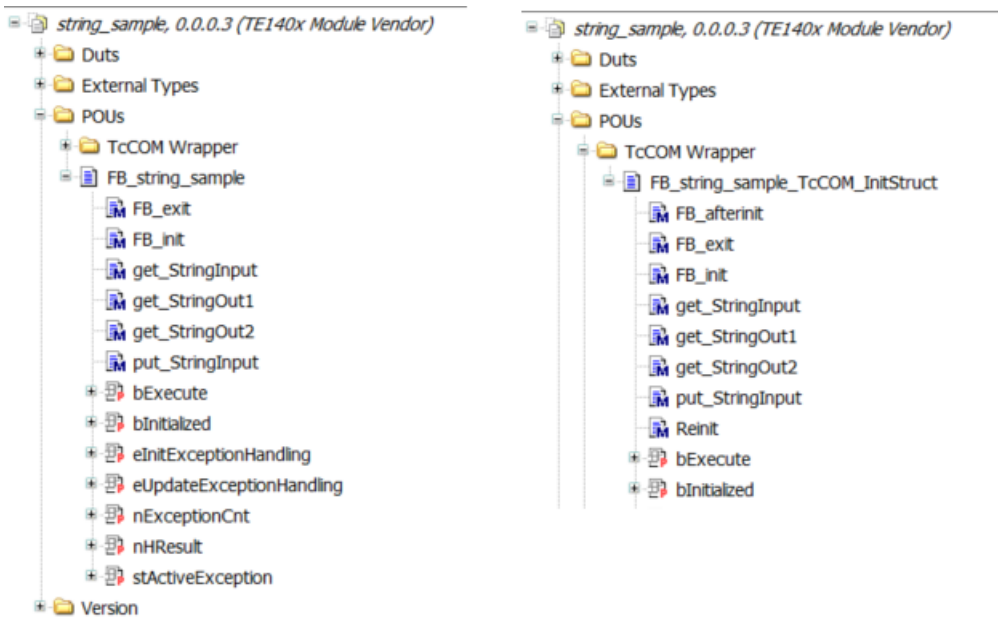 string_sample, 0.0.0.3 (TE140x Module Vendor)
Duts
External Types
POUs
TcCOM Wrapper
FB_string_sample
FB_exit
FB_init
get_StringInput
get_StringOut1
get_StringOut2
put_StringInput
bExecute
bInitialized
eInitExceptionHandling
eUpdateExceptionHandling
nExceptionCnt
nHResult
stActiveException
Version
string_sample, 0.0.0.3 (TE140x Module Vendor)
Duts
External Types
POUs
TcCOM Wrapper
FB_string_sample_TcCOM_InitStruct
FB_afterinit
FB_exit
FB_init
get_StringInput
get_StringOut1
get_StringOut2
put_StringInput
Reinit
bExecute
bInitialized